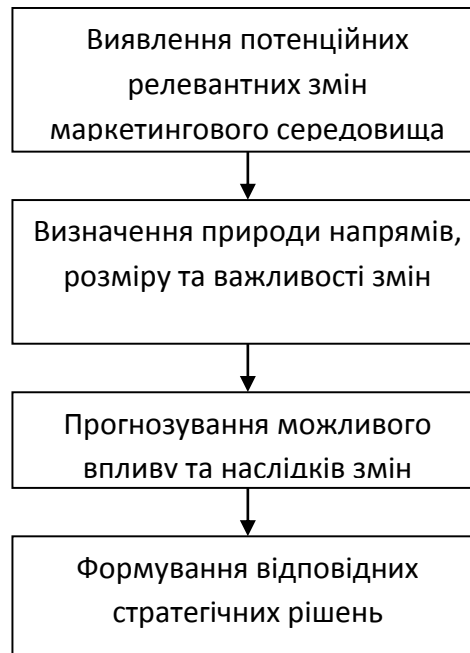 Виявлення потенційних
релевантних змін
маркетингового середовища
Визначення природи напрямів,
розміру та важливості змін
Прогнозування можливого
впливу та наслідків змін
Формування відповідних
стратегічних рішень